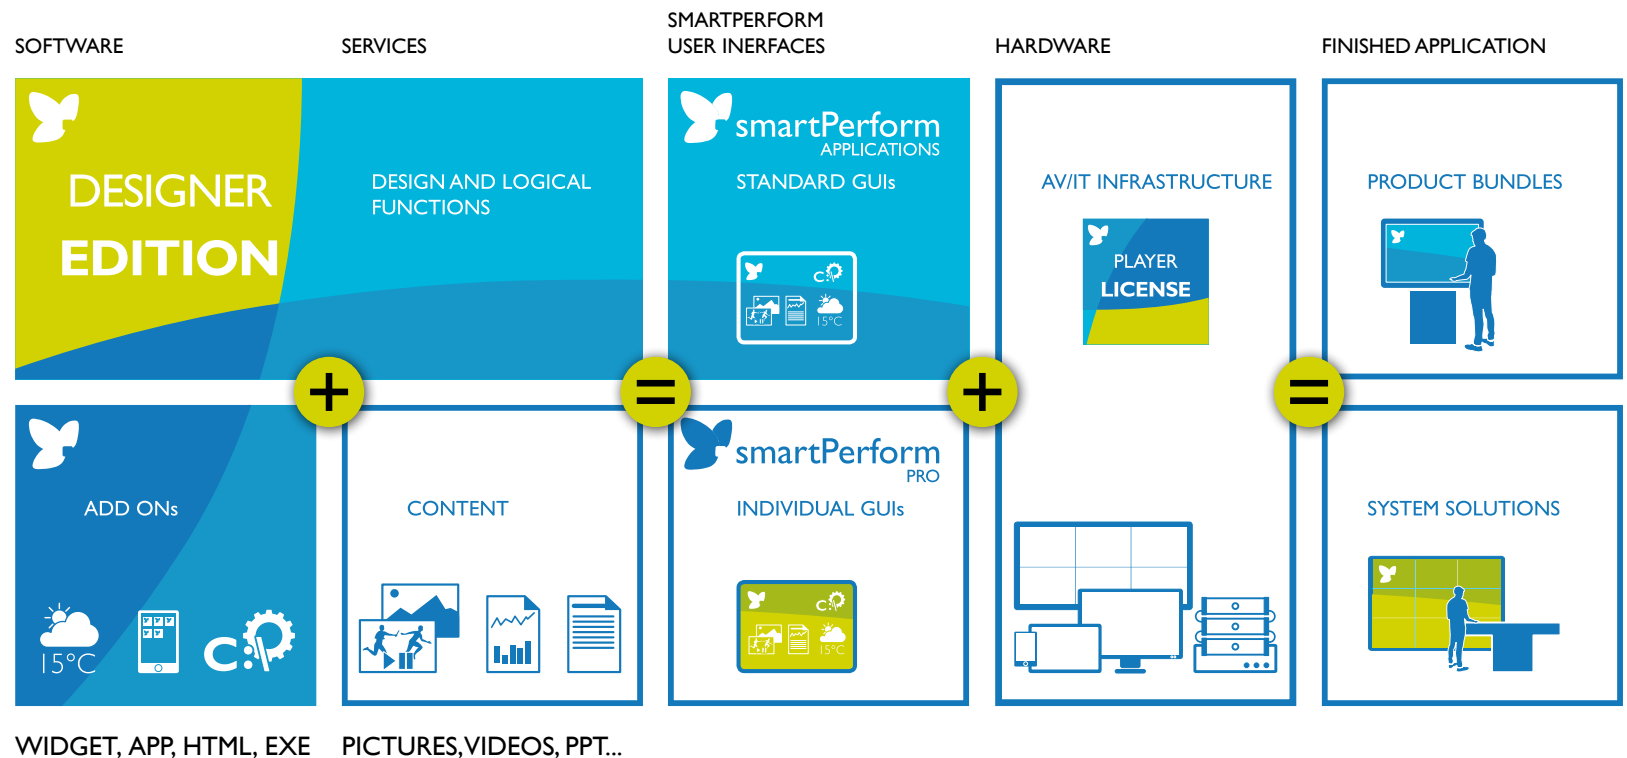 SOFTWARE
SERVICES
SMARTPERFORM
USER INERFACES
HARDWARE
FINISHED APPLICATION
DESIGNER
EDITION
DESIGN AND LOGICAL
FUNCTIONS
smartPerform
APPLICATIONS
STANDARD GUIs
c:
15°C
AV/IT INFRASTRUCTURE
PLAYER
LICENSE
PRODUCT BUNDLES
+
=
+
=
ADD ONs
15°C
c:
CONTENT
smartPerform
PRO
INDIVIDUAL GUIs
c:
15°C
SYSTEM SOLUTIONS
WIDGET, APP, HTML, EXE
PICTURES, VIDEOS, PPT...